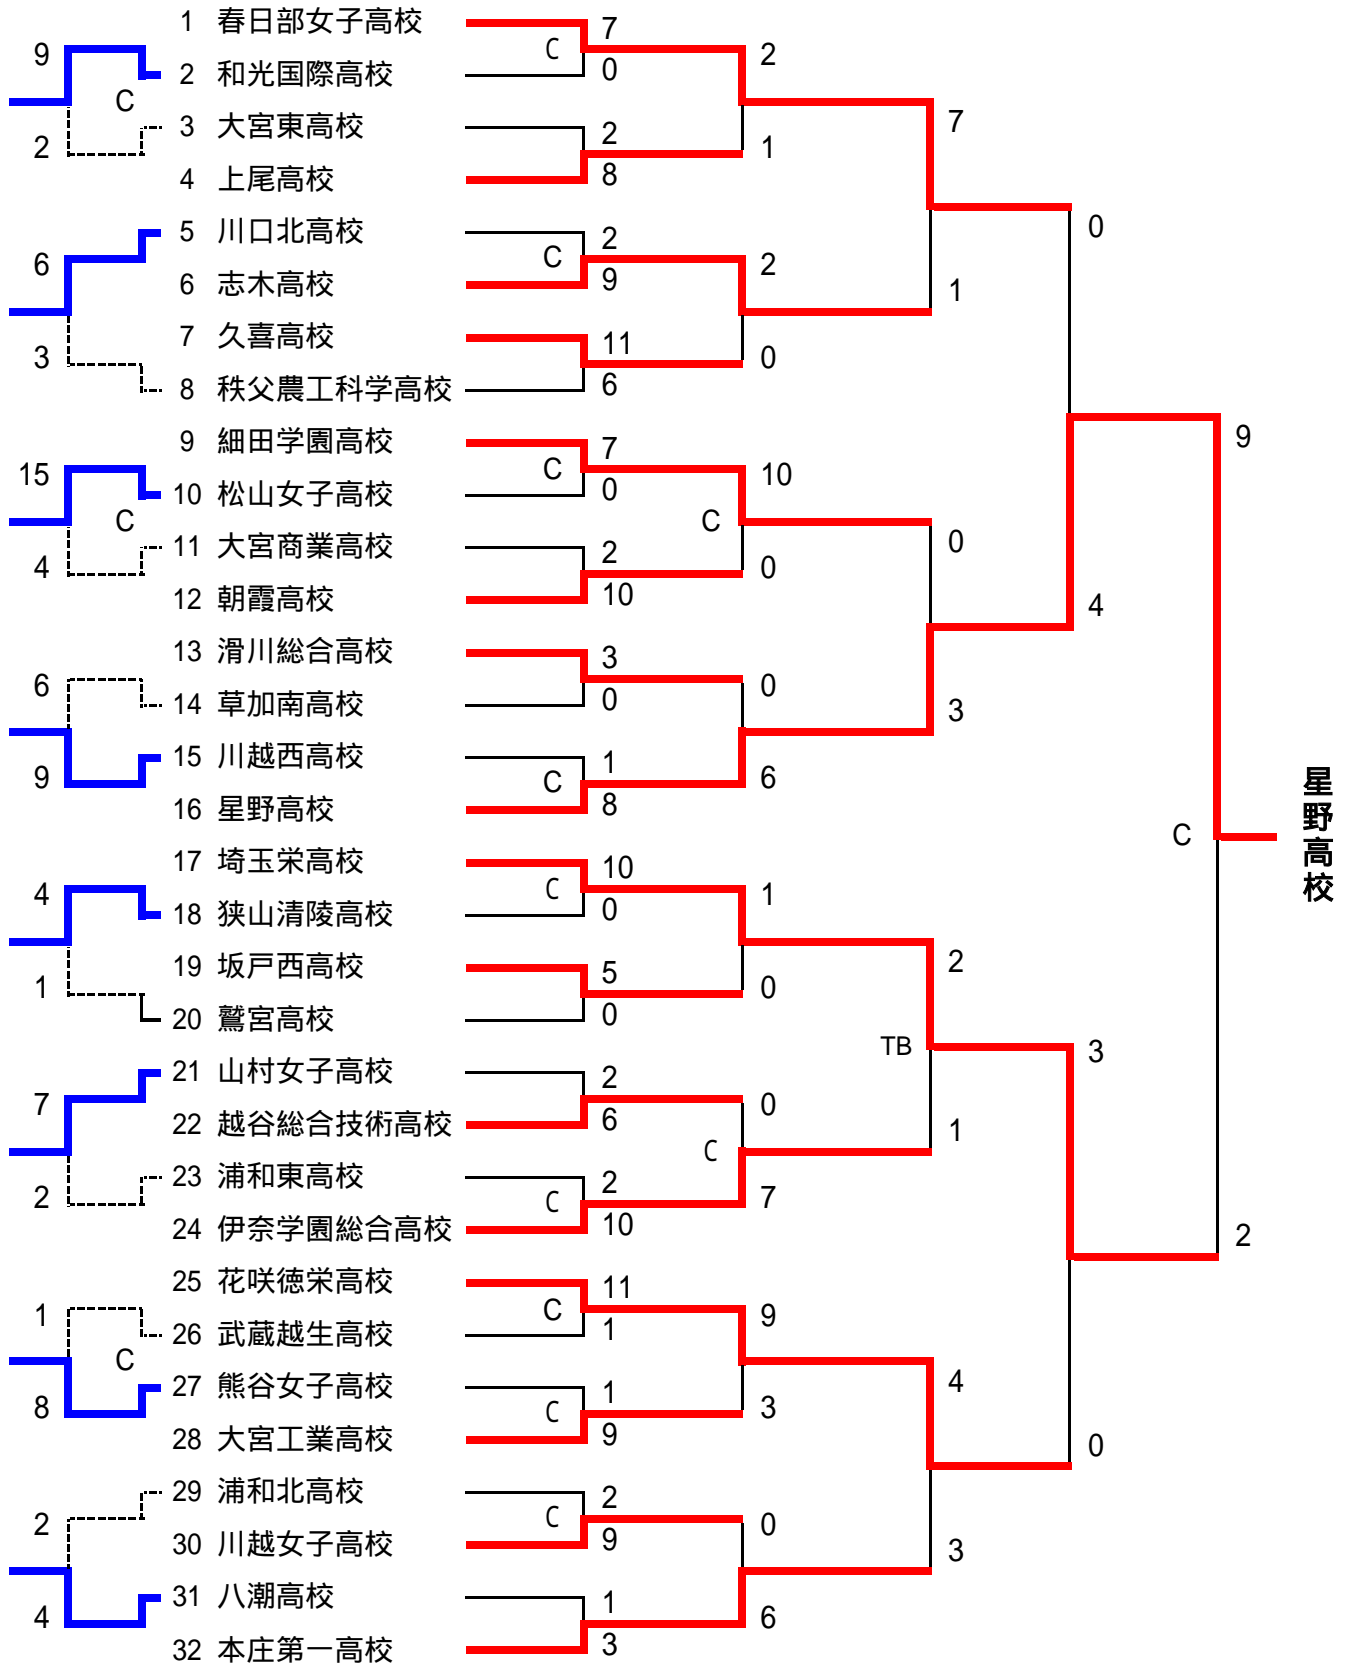 1 春日部女子高校 7
9 C 2
2 和光国際高校 0
C
3 大宮東高校 2 7
2 1
4 上尾高校 8
5 川口北高校 2 0
6 C 2
6 志木高校 9 1
7 久喜高校 11
3 0
8 秩父農工科学高校 6
9 細田学園高校 7 9
15 C 10
10 松山女子高校 0
C C
11 大宮商業高校 2 0
4 0
12 朝霞高校 10 4
13 滑川総合高校 3
6 0
14 草加南高校 0 3
15 川越西高校 1
9 C 6
16 星野高校 8
星野高校
C
17 埼玉栄高校 10
4 C 1
18 狭山清陵高校 0
19 坂戸西高校 5 2
1 0
20 鷲宮高校 0
TB 3
21 山村女子高校 2
7 0
22 越谷総合技術高校 6 1
C
23 浦和東高校 2
2 C 7
24 伊奈学園総合高校 10 2
25 花咲徳栄高校 11
1 C 9
26 武蔵越生高校 1
C
27 熊谷女子高校 1 4
8 C 3
28 大宮工業高校 9 0
29 浦和北高校 2
2 C 0
30 川越女子高校 9 3
31 八潮高校 1
4 6
32 本庄第一高校 3